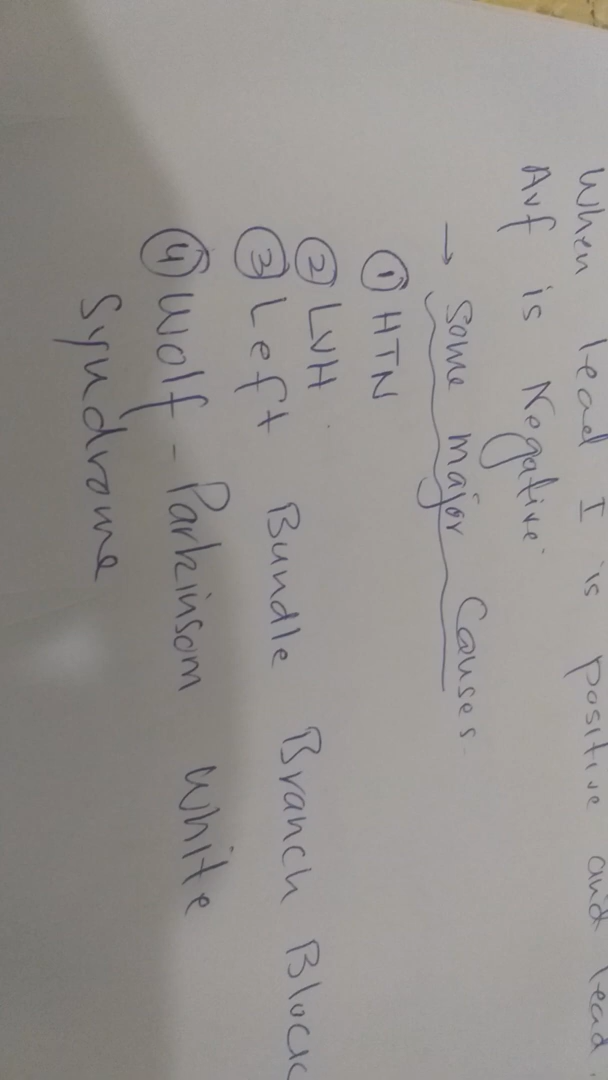 When lead I is positive and lead
Avf is Negative.
→ Some major Causes.
① HTN
② LVH
③ Left Bundle Branch Block
④ Wolf - Parkinsom White
Syndrome